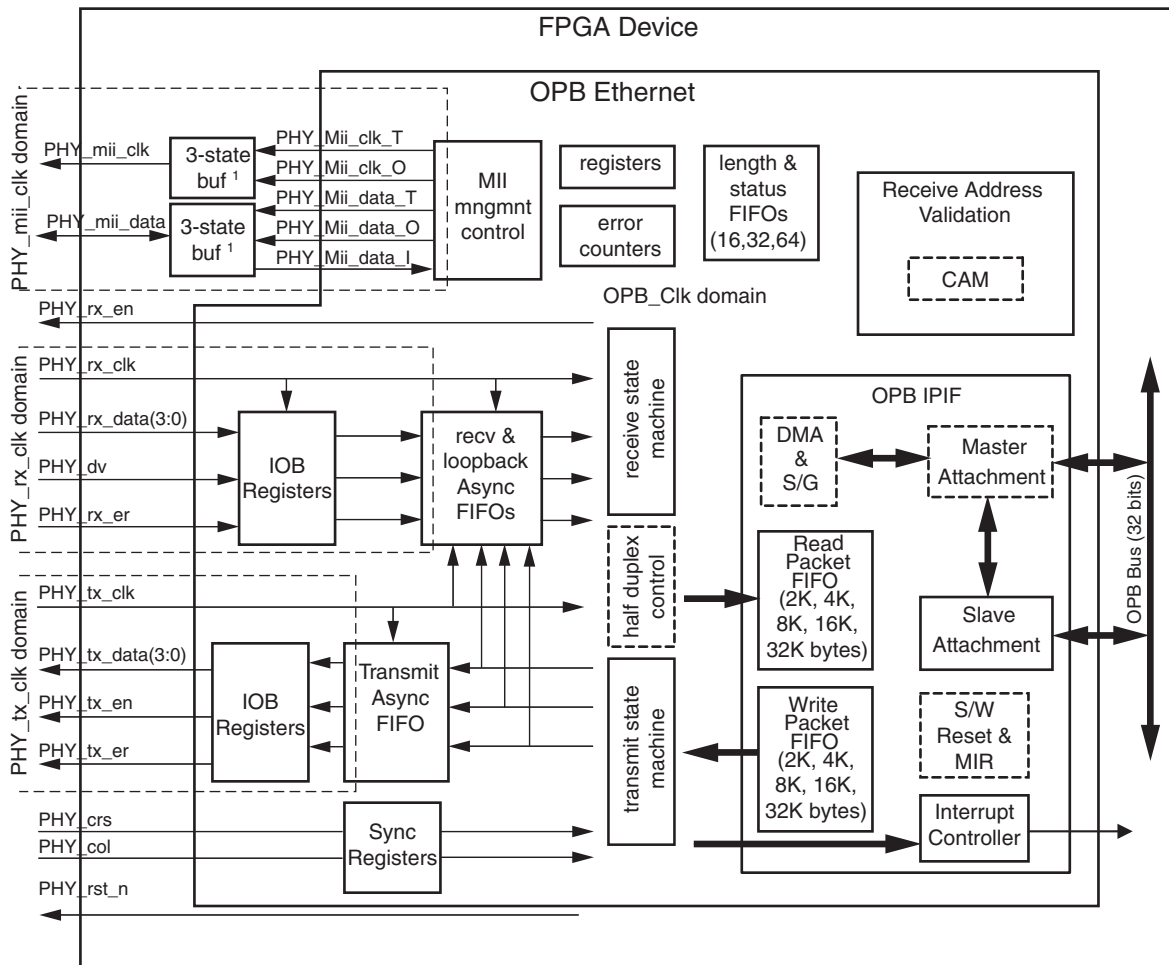 FPGA Device
OPB Ethernet
PHY_mii_clk domain
PHY_mii_clk
PHY_mii_data
3-state
buf 1
3-state
buf 1
PHY_Mii_clk_T
PHY_Mii_clk_O
PHY_Mii_data_T
PHY_Mii_data_O
PHY_Mii_data_I
MII
mngmnt
control
registers
error
counters
length &
status
FIFOs
(16,32,64)
Receive Address
Validation
CAM
OPB_Clk domain
PHY_rx_en
PHY_rx_clk domain
PHY_rx_clk
PHY_rx_data(3:0)
PHY_dv
PHY_rx_er
IOB
Registers
recv &
loopback
Async
FIFOs
receive state
machine
half duplex
control
transmit state
machine
PHY_tx_clk domain
PHY_tx_clk
PHY_tx_data(3:0)
PHY_tx_en
PHY_tx_er
IOB
Registers
Transmit
Async
FIFO
PHY_crs
PHY_col
Sync
Registers
PHY_rst_n
OPB IPIF
DMA
&
S/G
Master
Attachment
Read
Packet
FIFO
(2K, 4K,
8K, 16K,
32K bytes)
Slave
Attachment
Write
Packet
FIFO
(2K, 4K,
8K, 16K,
32K bytes)
S/W
Reset &
MIR
Interrupt
Controller
OPB Bus (32 bits)